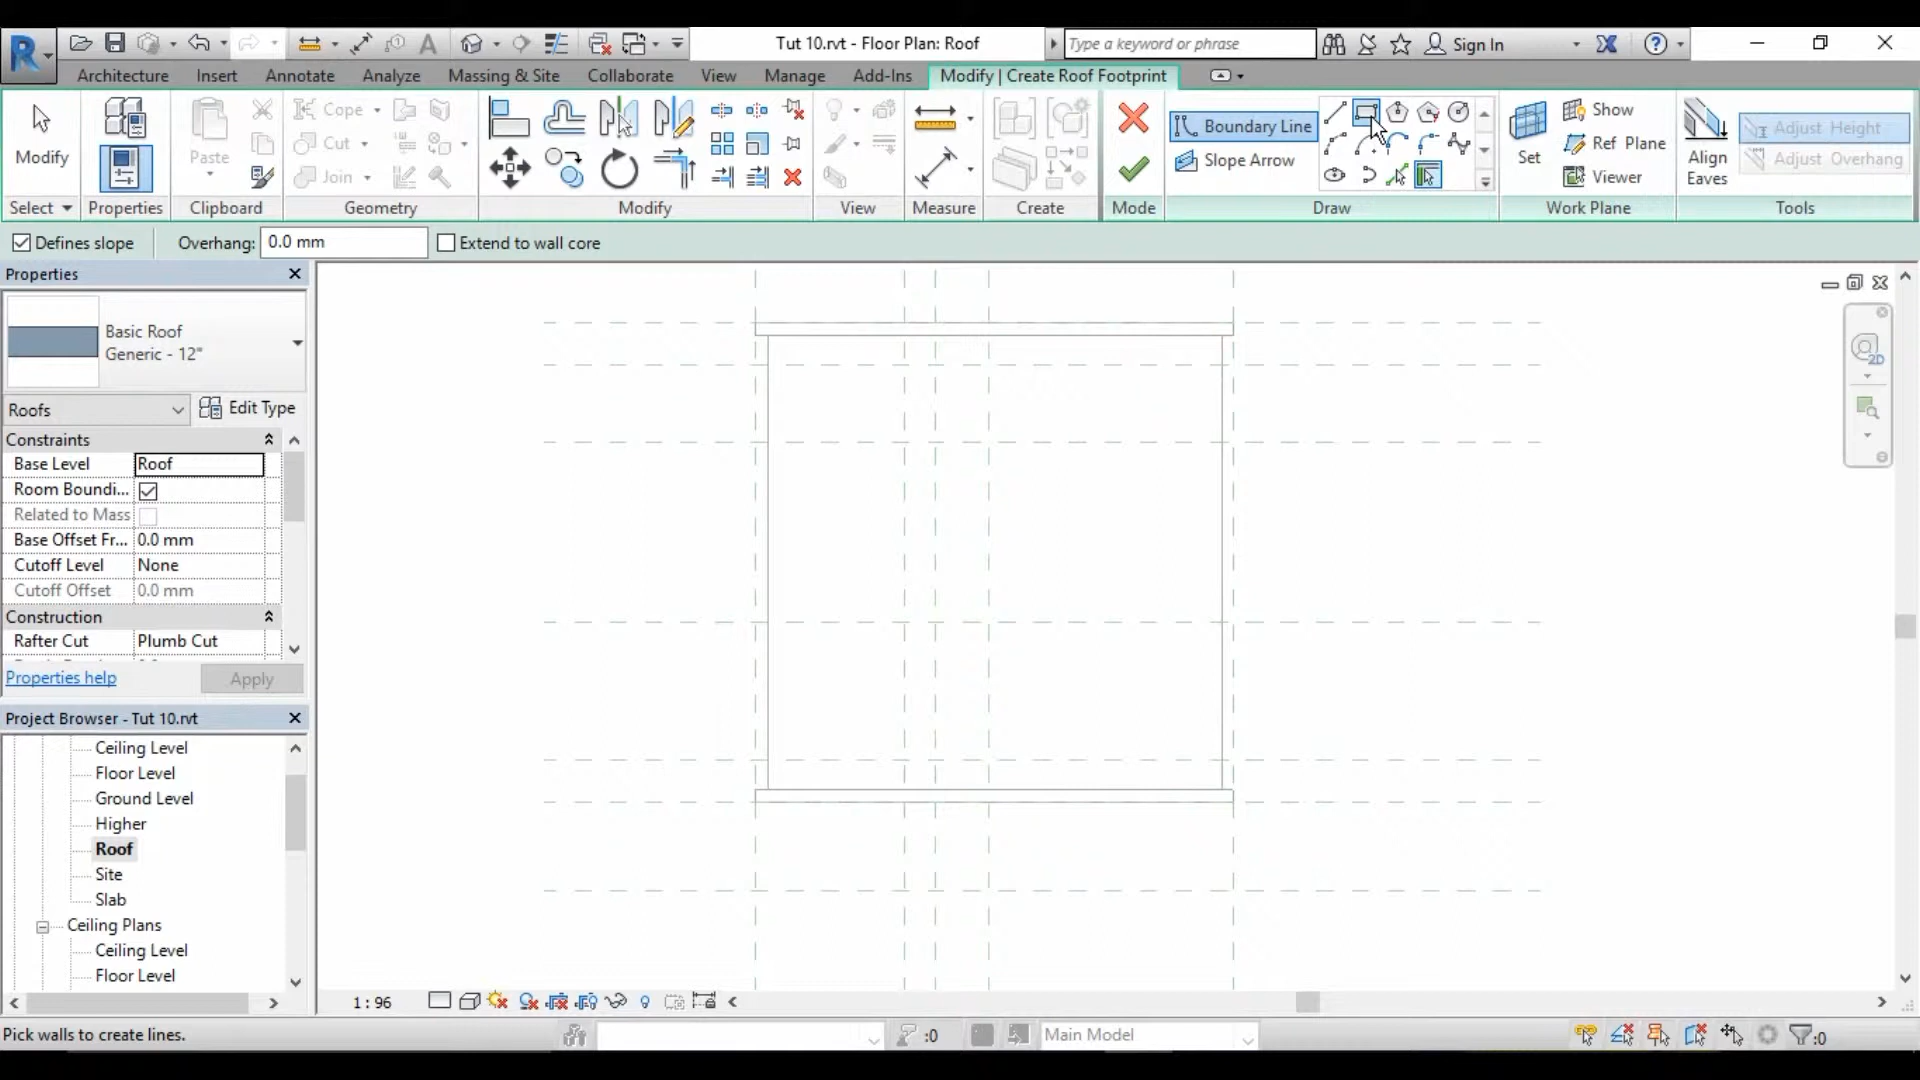 Tut 10.rvt - Floor Plan: Roof
Type a keyword or phrase
Sign In
Architecture
Insert
Annotate
Analyze
Massing & Site
Collaborate
View
Manage
Add-Ins
Modify | Create Roof Footprint
Modify
Paste
Cope
Cut
Join
Boundary Line
Slope Arrow
Set
Show
Ref Plane
Viewer
Align
Eaves
Adjust Height
Adjust Overhang
Select
Properties
Clipboard
Geometry
Modify
View
Measure
Create
Mode
Draw
Work Plane
Tools
Defines slope
Overhang: 0.0 mm
Extend to wall core
Properties
Basic Roof
Generic - 12"
Roofs
Edit Type
Constraints
Base Level Roof
Room Boundi...
Related to Mass
Base Offset Fr... 0.0 mm
Cutoff Level None
Cutoff Offset 0.0 mm
Construction
Rafter Cut Plumb Cut
Properties help
Apply
Project Browser - Tut 10.rvt
Ceiling Level
Floor Level
Ground Level
Higher
Roof
Site
Slab
Ceiling Plans
Ceiling Level
Floor Level
2D
1 : 96
Pick walls to create lines.
:0
Main Model
:0